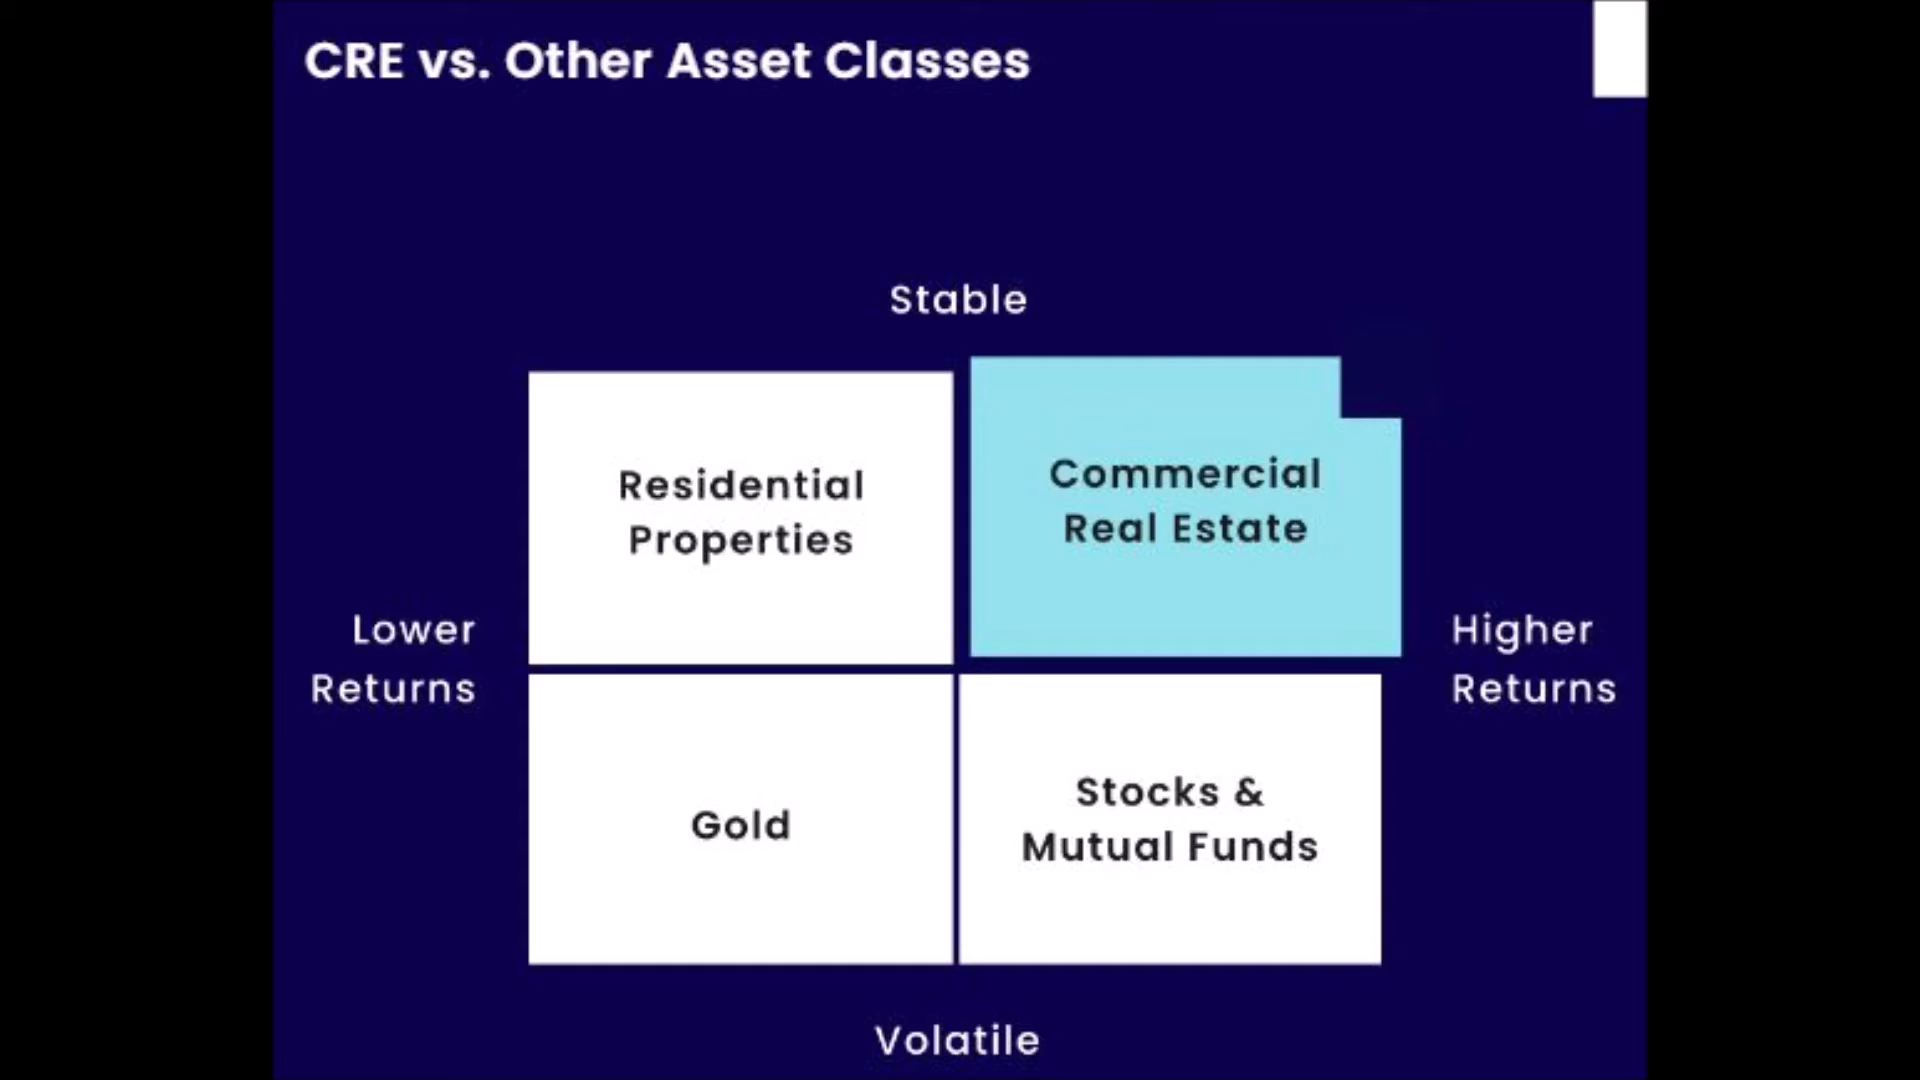 CRE vs. Other Asset Classes
Stable
Residential
Properties
Commercial
Real Estate
Lower
Returns
Higher
Returns
Gold
Stocks &
Mutual Funds
Volatile